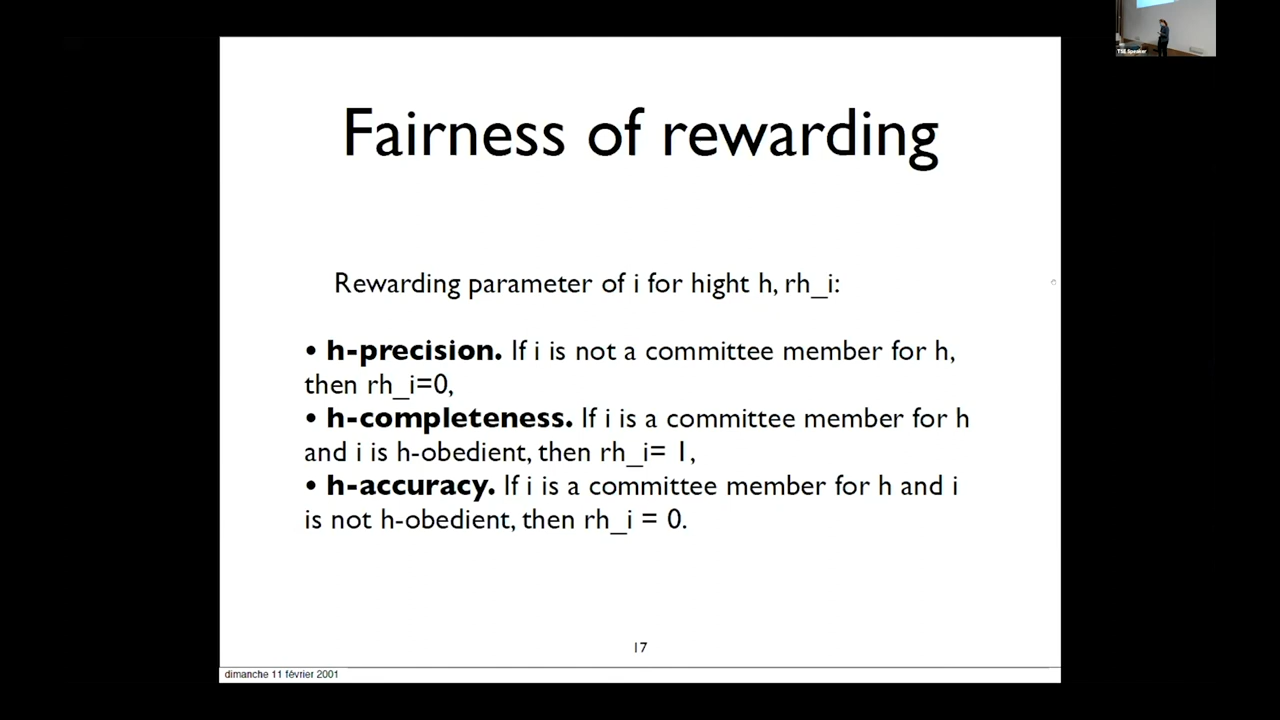 TSE Speaker
Fairness of rewarding
Rewarding parameter of i for hight h, rh_i:
• h-precision. If i is not a committee member for h,
then rh_i=0,
• h-completeness. If i is a committee member for h
and i is h-obedient, then rh_i= 1,
• h-accuracy. If i is a committee member for h and i
is not h-obedient, then rh_i = 0.
17
dimanche 11 février 2001